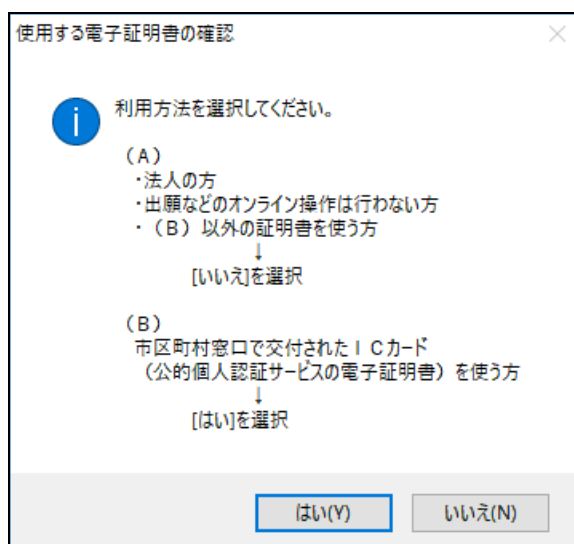 使用する電子証明書の確認
利用方法を選択してください。
（A）
・法人の方
・出願などのオンライン操作は行わない方
・（B）以外の証明書を使う方
↓
[いいえ]を選択
（B）
市区町村窓口で交付されたＩＣカード
（公的個人認証サービスの電子証明書）を使う方
↓
[はい]を選択
はい(Y)
いいえ(N)